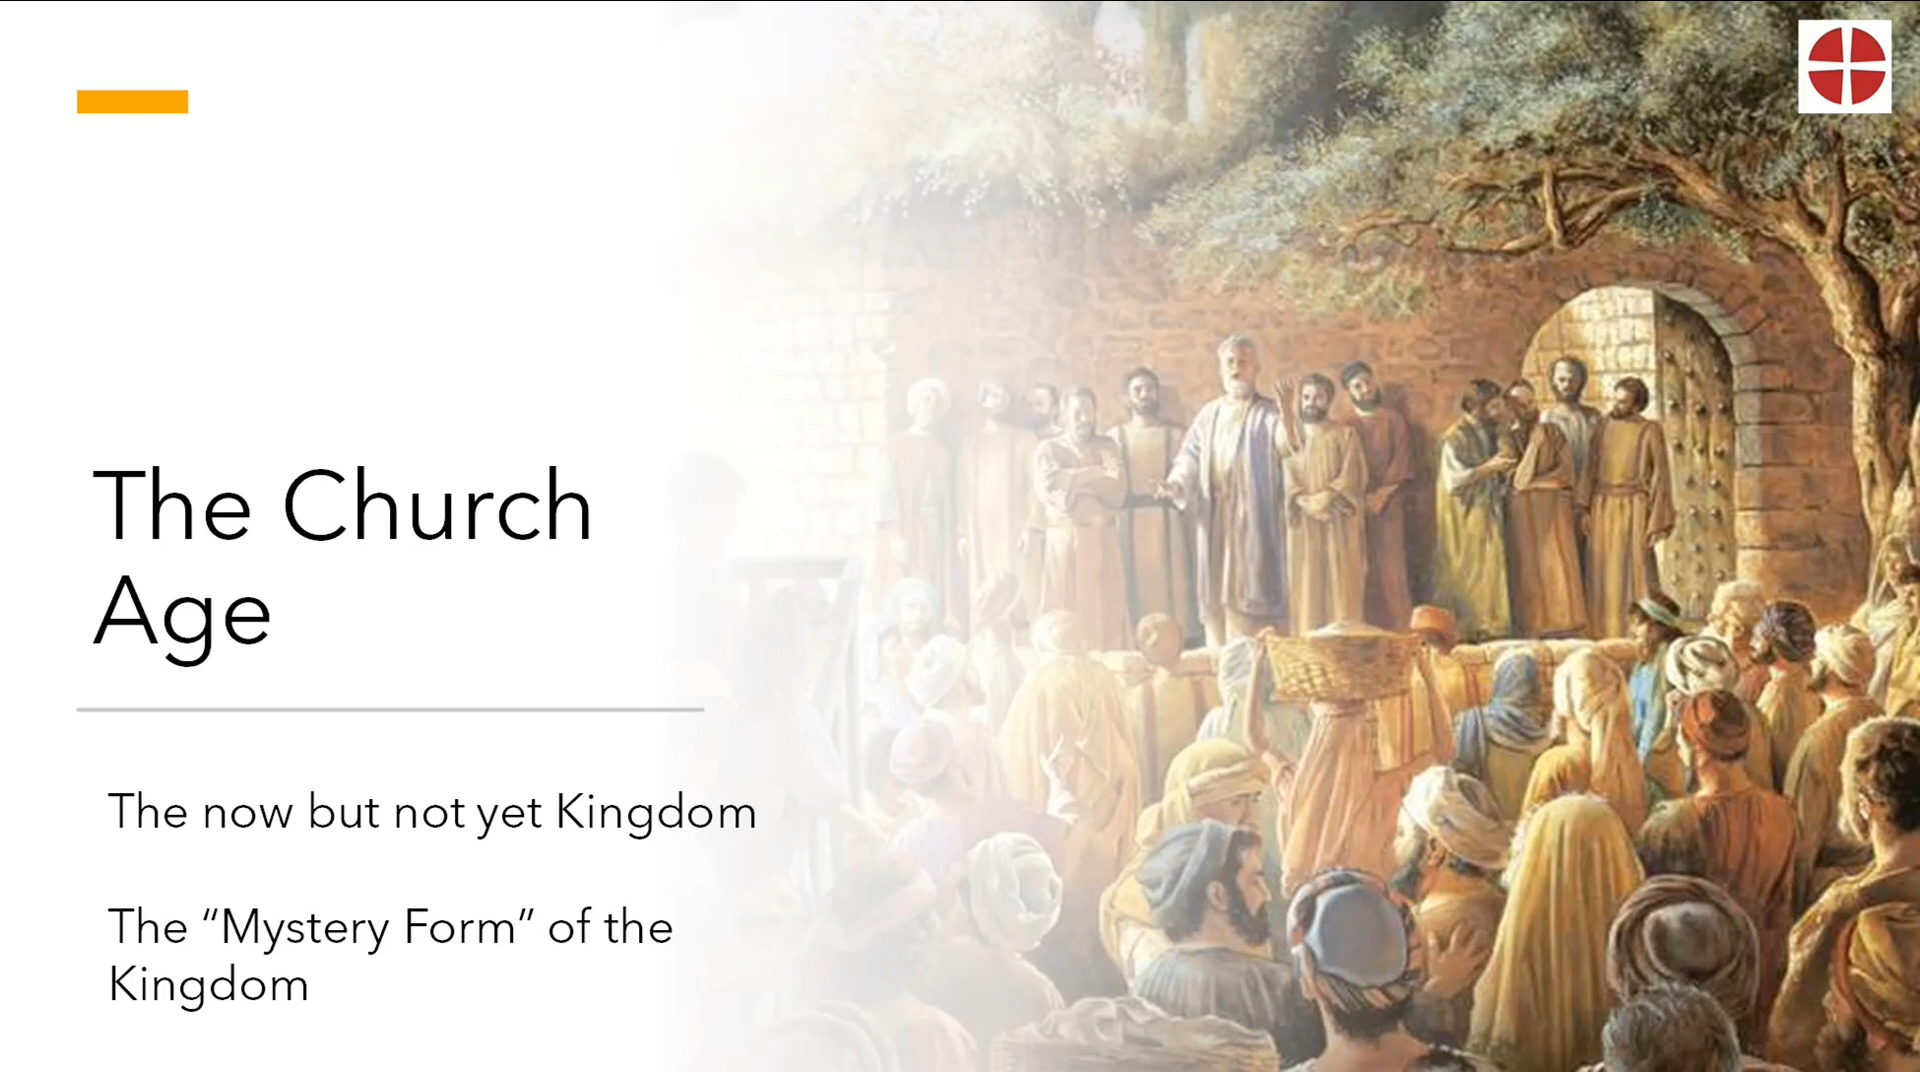 The Church
Age
The now but not yet Kingdom
The “Mystery Form” of the
Kingdom